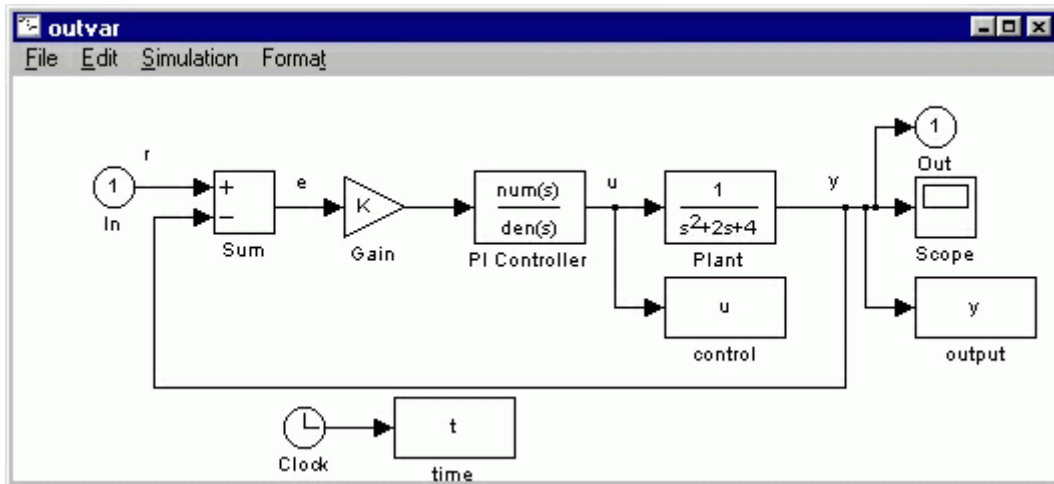 outvar
File Edit Simulation Format
1
In
r
+
−
Sum
e
K
Gain
num(s)
den(s)
PI Controller
u
1
s²+2s+4
Plant
y
1
Out
Scope
u
control
y
output
Clock
t
time